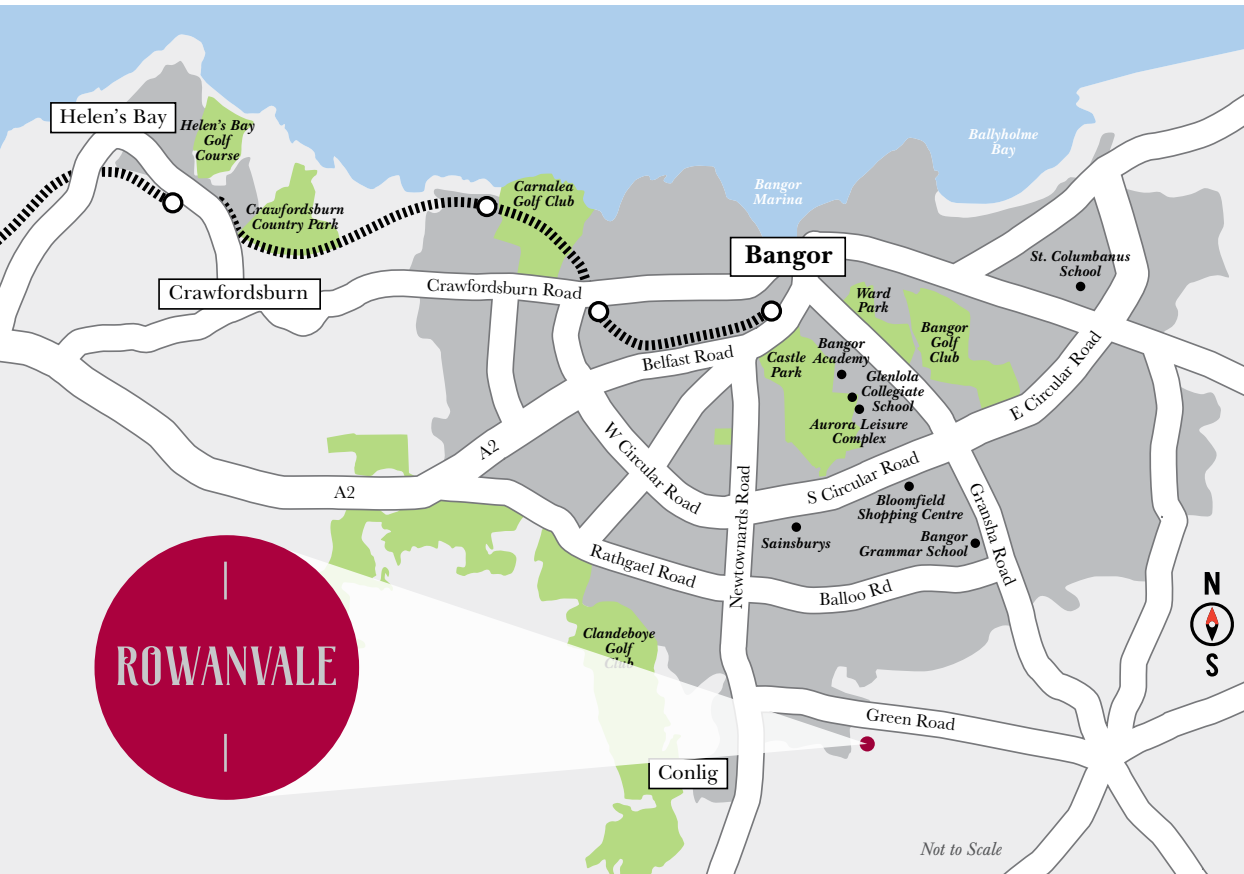 Helen's Bay
Helen's Bay
Golf
Course
Crawfordsburn
Country Park
Carnalea
Golf Club
Bangor
Marina
Ballyholme
Bay
Bangor
St. Columbanus
School
Crawfordsburn
Crawfordsburn Road
Ward
Park
Bangor
Golf
Club
Belfast Road
Castle
Park
Bangor
Academy
Glenlola
Collegiate
School
Aurora Leisure
Complex
E Circular Road
A2
A2
W Circular Road
S Circular Road
Bloomfield
Shopping Centre
Sainsburys
Bangor
Grammar School
Gransha Road
Newtownards Road
Rathgael Road
Balloo Rd
Clandeboye
Golf
Club
ROWANVALE
N
S
Green Road
Conlig
Not to Scale